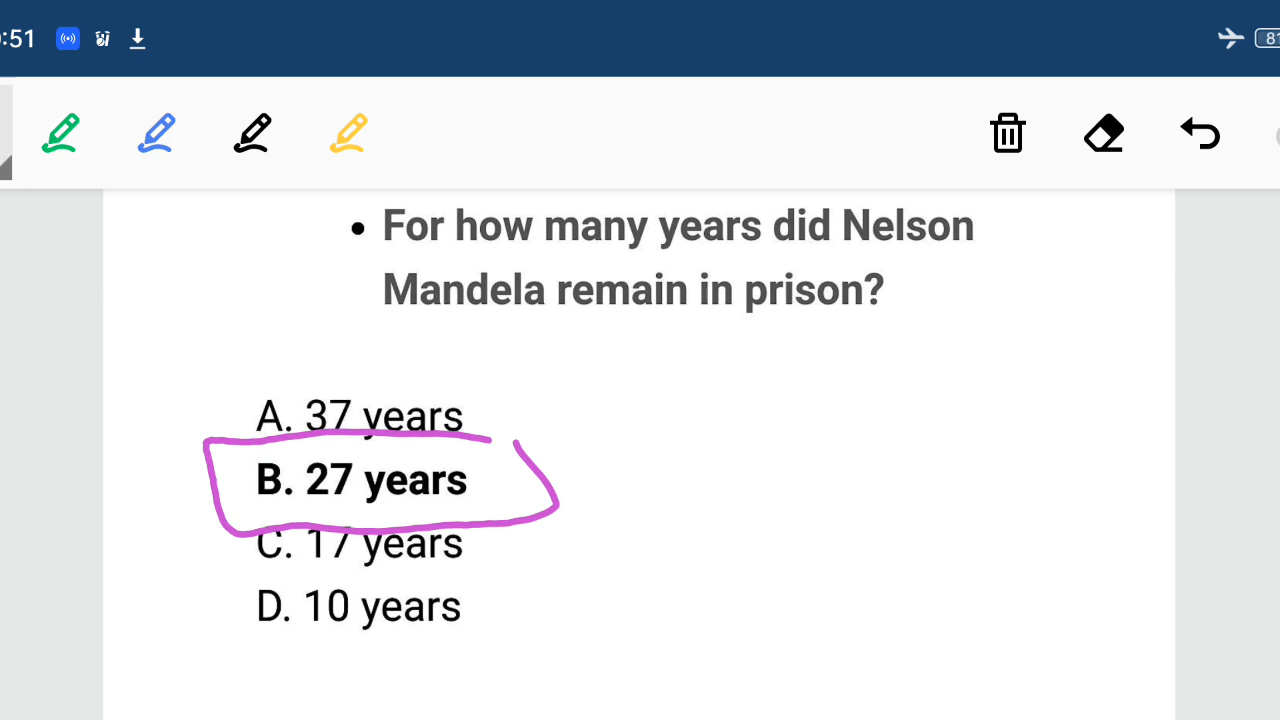 :51
81
• For how many years did Nelson
Mandela remain in prison?
A. 37 years
B. 27 years
C. 17 years
D. 10 years